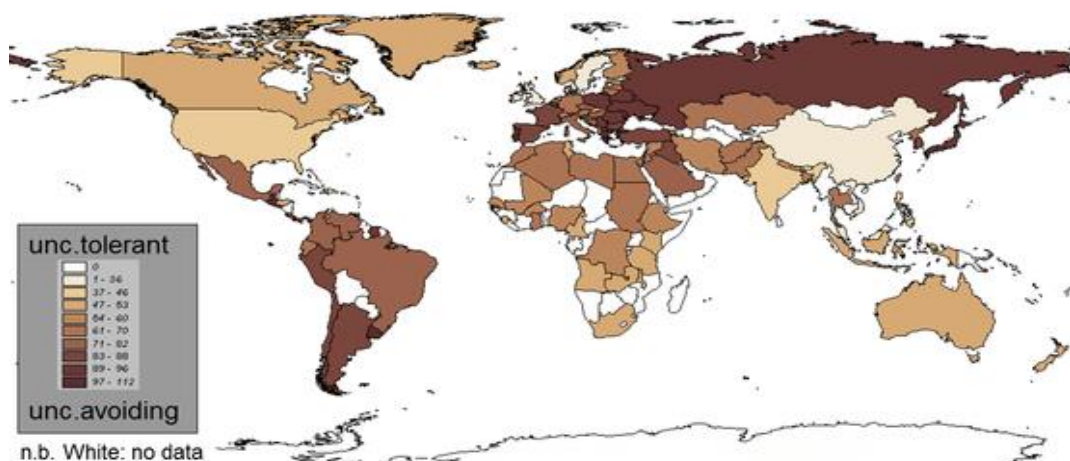 unc.tolerant
0
1 - 36
37 - 46
47 - 53
54 - 60
61 - 70
71 - 82
83 - 88
89 - 96
97 - 112
unc.avoiding
n.b. White: no data